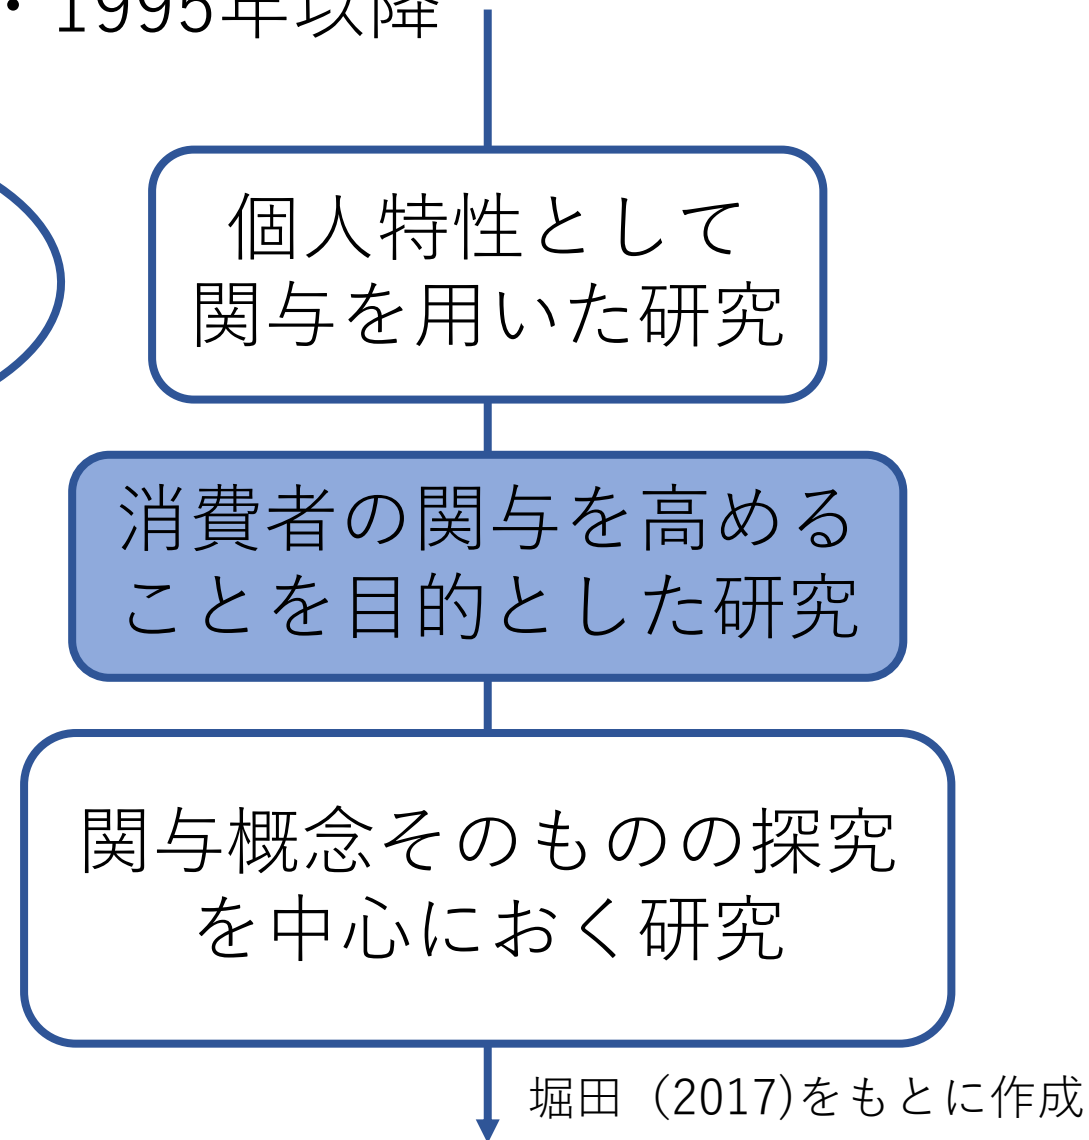 ・1995年以降
個人特性として
関与を用いた研究
消費者の関与を高める
ことを目的とした研究
関与概念そのものの探究
を中心におく研究
堀田 (2017)をもとに作成